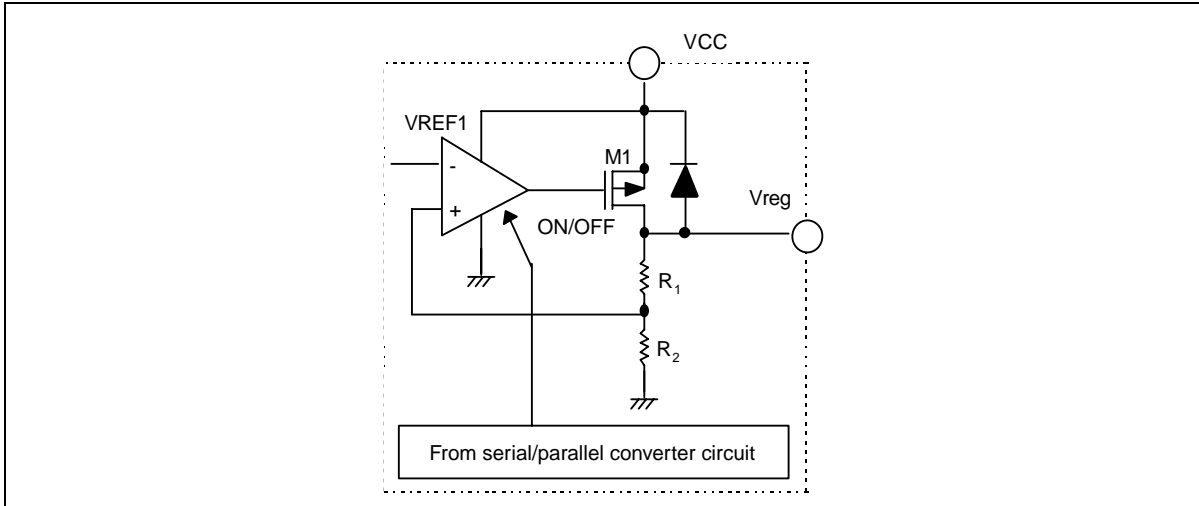 VCC
VREF1
-
+
M1
Vreg
ON/OFF
R1
R2
From serial/parallel converter circuit